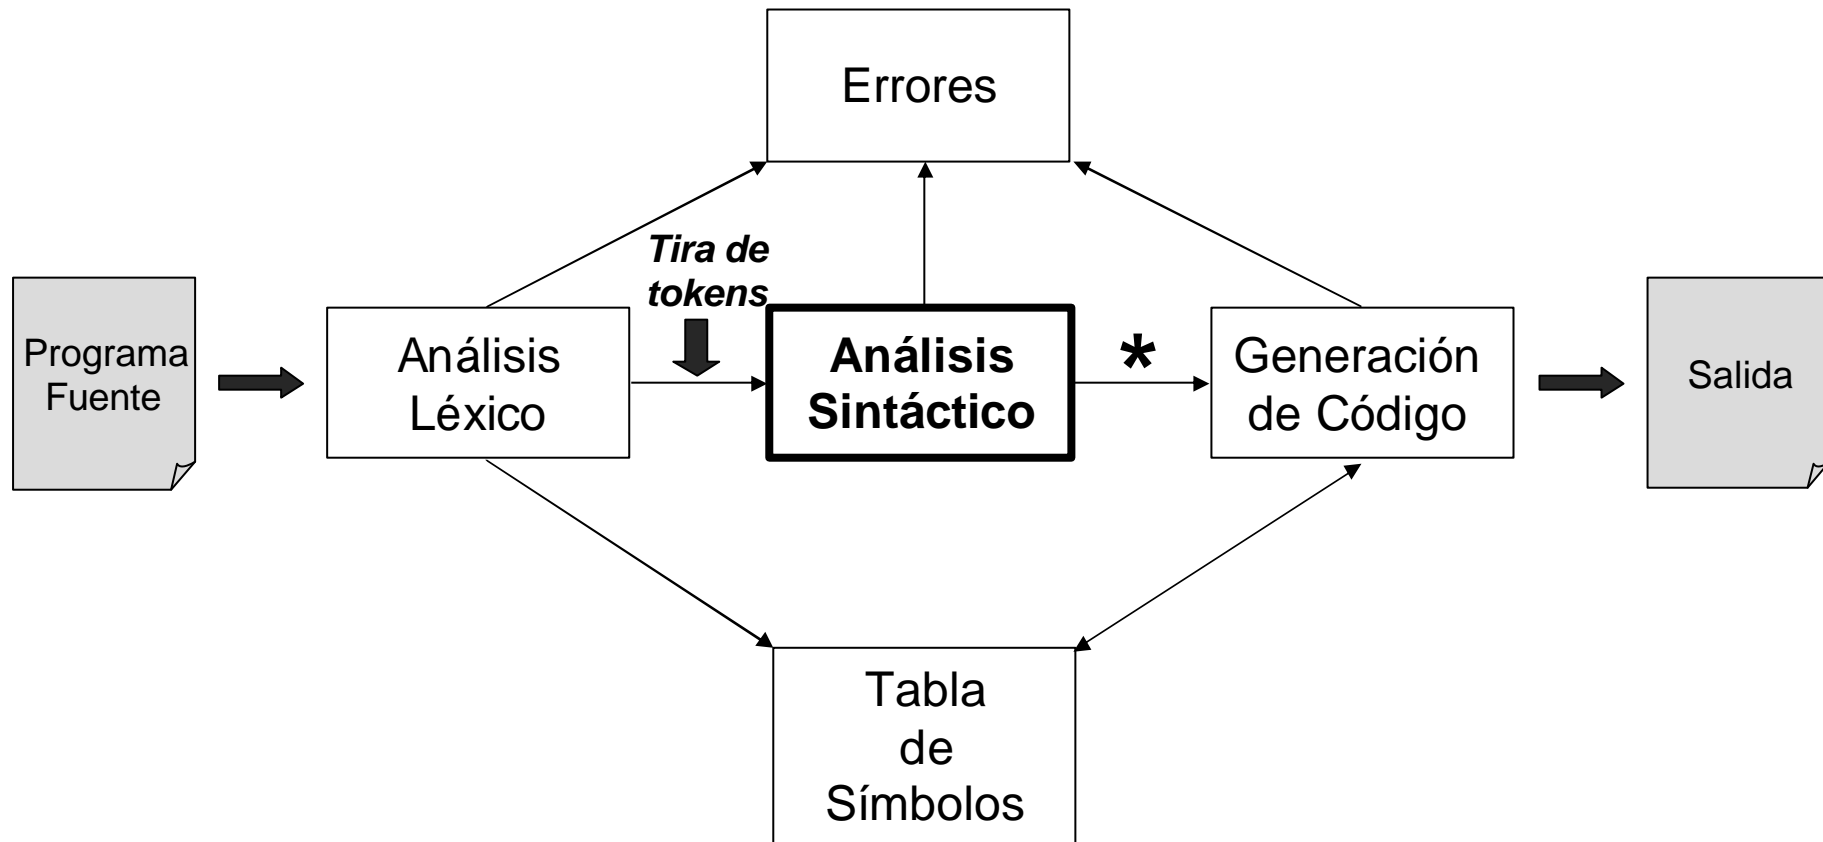 Errores
Tira de
tokens
Programa
Fuente
Análisis
Léxico
Análisis
Sintáctico
*
Generación
de Código
Salida
Tabla
de
Símbolos